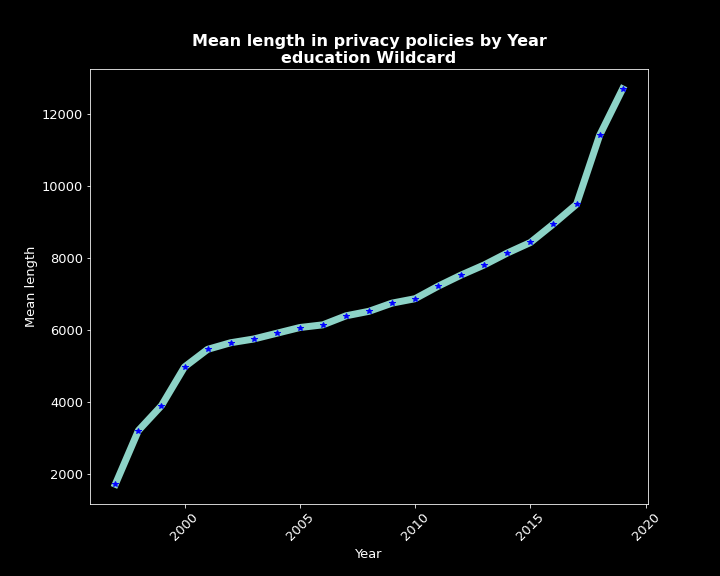 Mean length in privacy policies by Year
education Wildcard
12000
10000
8000
6000
4000
2000
Mean length
2000
2005
2010
2015
2020
Year